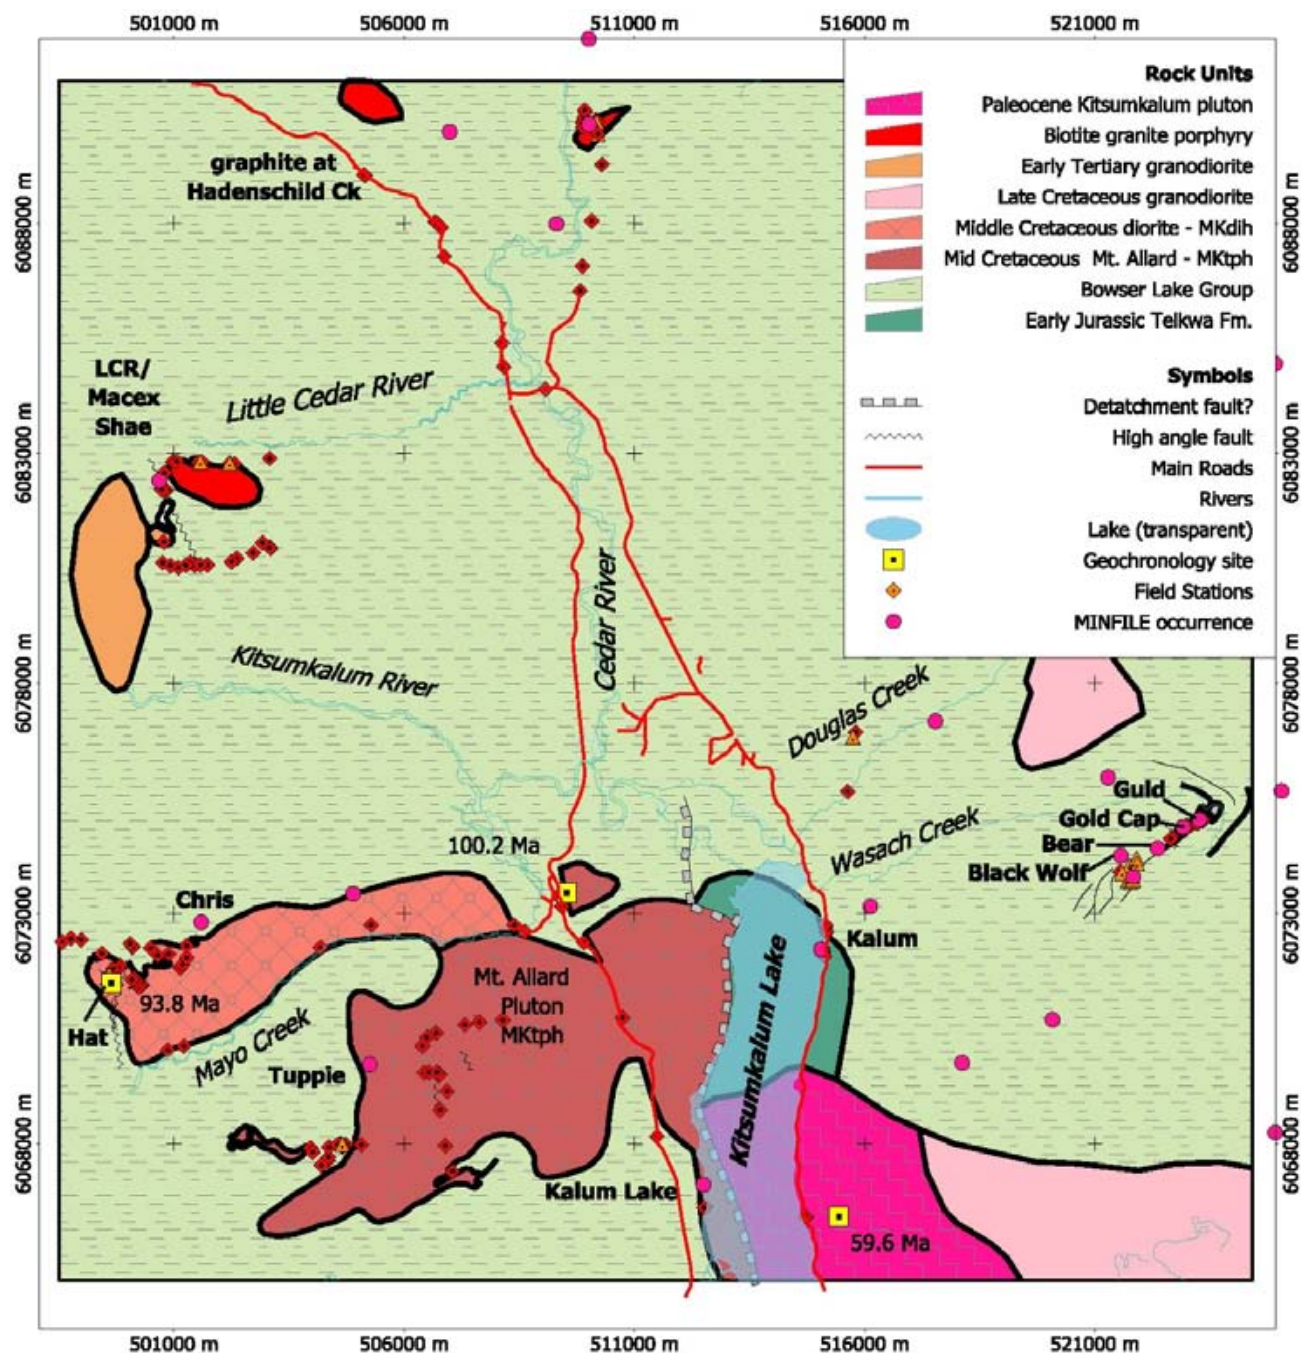 501000 m
506000 m
511000 m
516000 m
521000 m
Rock Units
Paleocene Kitsumkalum pluton
Biotite granite porphyry
Early Tertiary granodiorite
Late Cretaceous granodiorite
Middle Cretaceous diorite - MKdih
Mid Cretaceous Mt. Allard - MKtph
Bowser Lake Group
Early Jurassic Telkwa Fm.
Symbols
Detatchment fault?
High angle fault
Main Roads
Rivers
Lake (transparent)
Geochronology site
Field Stations
MINFILE occurrence
graphite at
Hadenschild Ck
6088000 m
6088000 m
LCR/
Macex
Shae
Little Cedar River
6083000 m
6083000 m
Cedar River
Kitsumkalum River
6078000 m
6078000 m
Douglas Creek
Guld
Gold Cap
Bear
Black Wolf
Wasach Creek
100.2 Ma
Chris
6073000 m
6073000 m
Kalum
Kitsumkalum Lake
Mt. Allard
Pluton
MKtph
93.8 Ma
Hat
Mayo Creek
Tuppie
6068000 m
6068000 m
Kalum Lake
59.6 Ma
501000 m
506000 m
511000 m
516000 m
521000 m